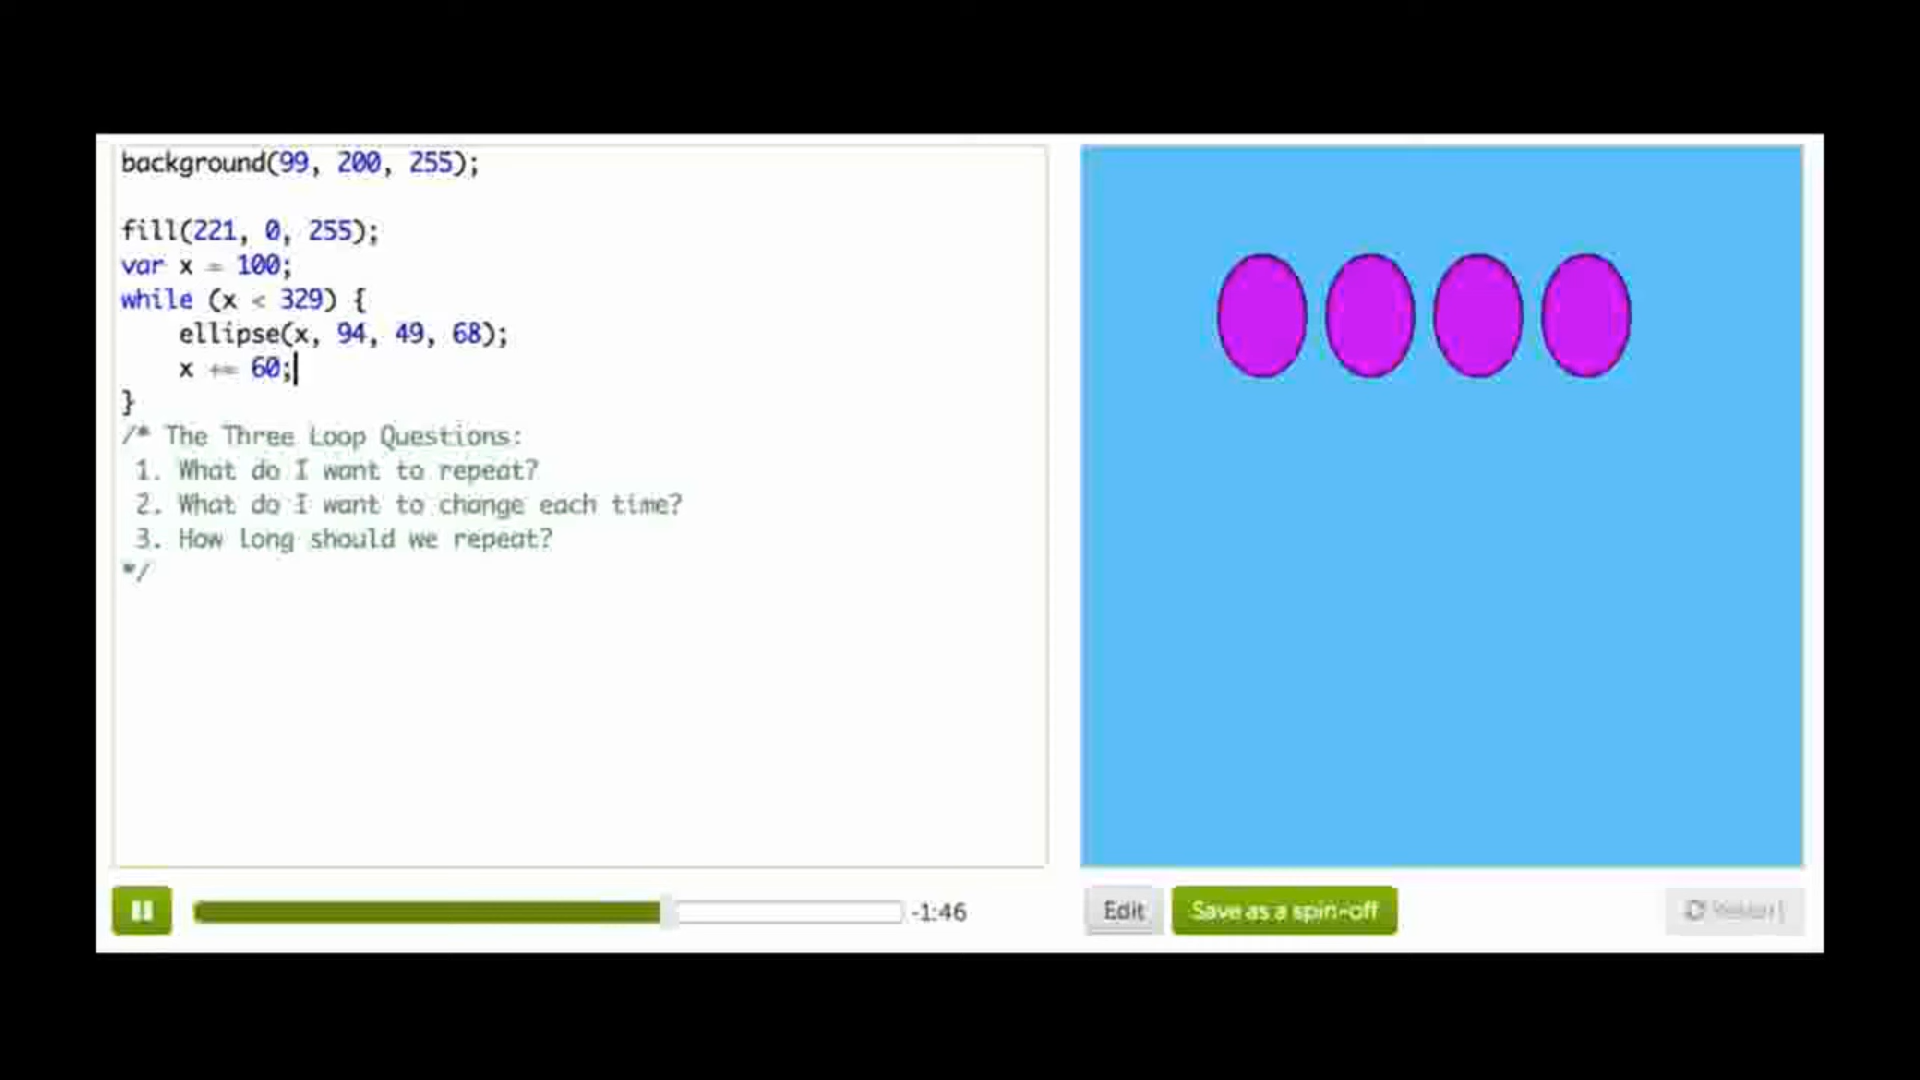 background(99, 200, 255);
fill(221, 0, 255);
var x = 100;
while (x < 329) {
ellipse(x, 94, 49, 68);
x += 60;
}
/* The Three Loop Questions:
1. What do I want to repeat?
2. What do I want to change each time?
3. How long should we repeat?
*/
-1:46
Edit
Save as a spin-off